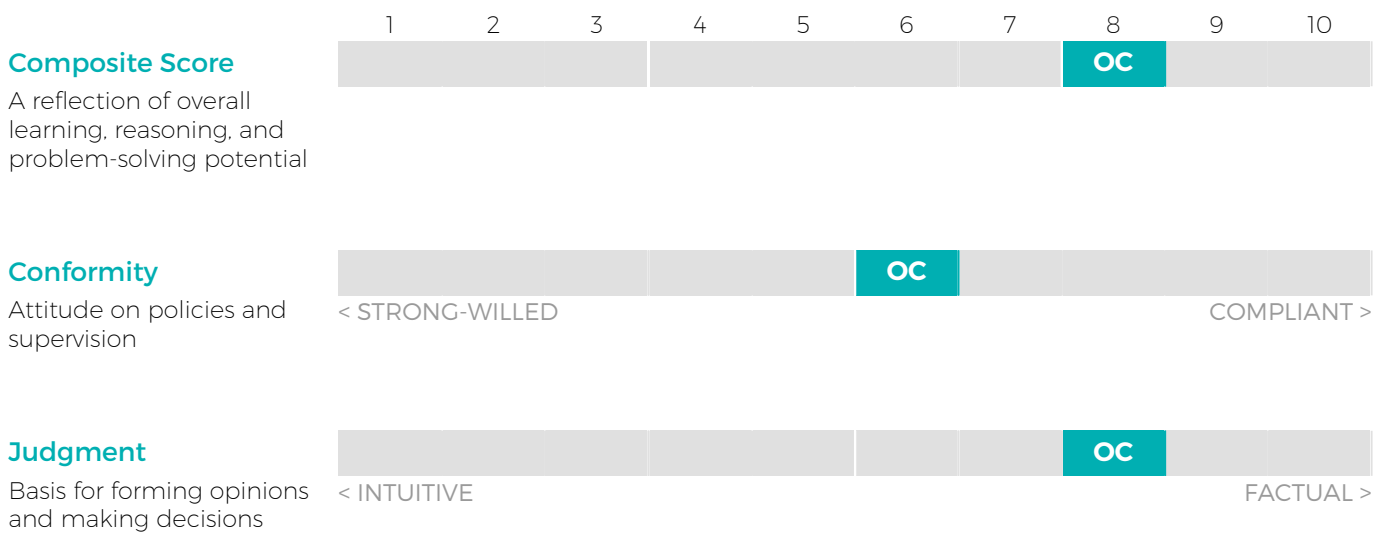 1 2 3 4 5 6 7 8 9 10
Composite Score
OC
A reflection of overall
learning, reasoning, and
problem-solving potential
Conformity
OC
Attitude on policies and
supervision
< STRONG-WILLED
COMPLIANT >
Judgment
OC
Basis for forming opinions
and making decisions
< INTUITIVE
FACTUAL >